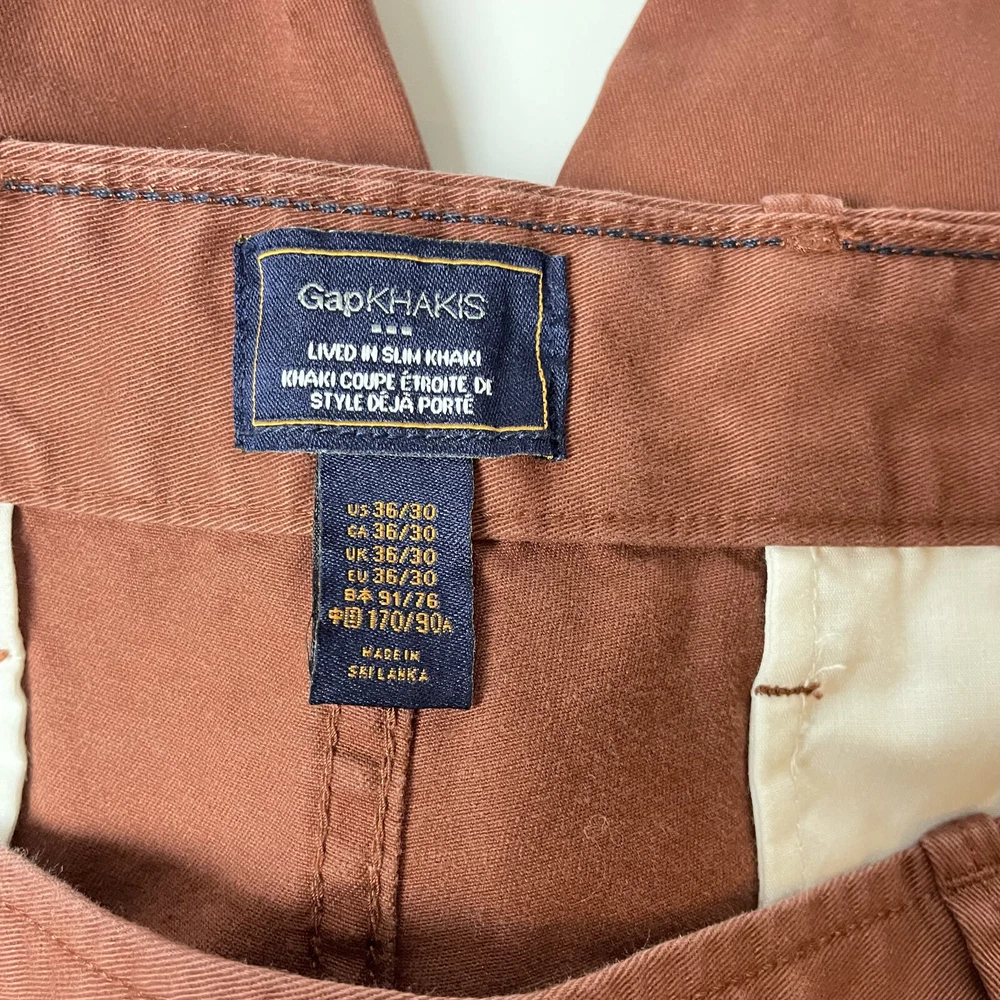 GapKHAKIS
LIVED IN SLIM KHAKI
KHAKI COUPE ÉTROITE DE
STYLE DÉJÀ PORTÉ
US 36/30
CA 36/30
UK 36/30
EU 36/30
日本 91/76
中国 170/90A
MADE IN
SRI LANKA